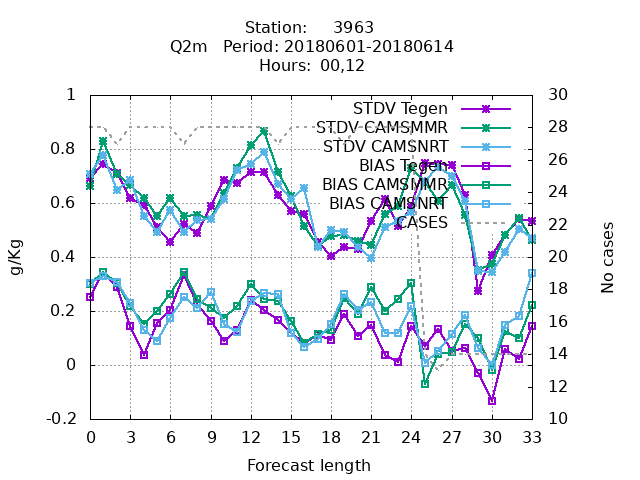 Station:     3963
Q2m   Period: 20180601-20180614
Hours:  00,12
1
0.8
0.6
0.4
0.2
0
-0.2
g/Kg
30
28
26
24
22
20
18
16
14
12
10
No cases
STDV Tegen
STDV CAMSMMR
STDV CAMSNRT
BIAS Tegen
BIAS CAMSMMR
BIAS CAMSNRT
CASES
0 3 6 9 12 15 18 21 24 27 30 33
Forecast length